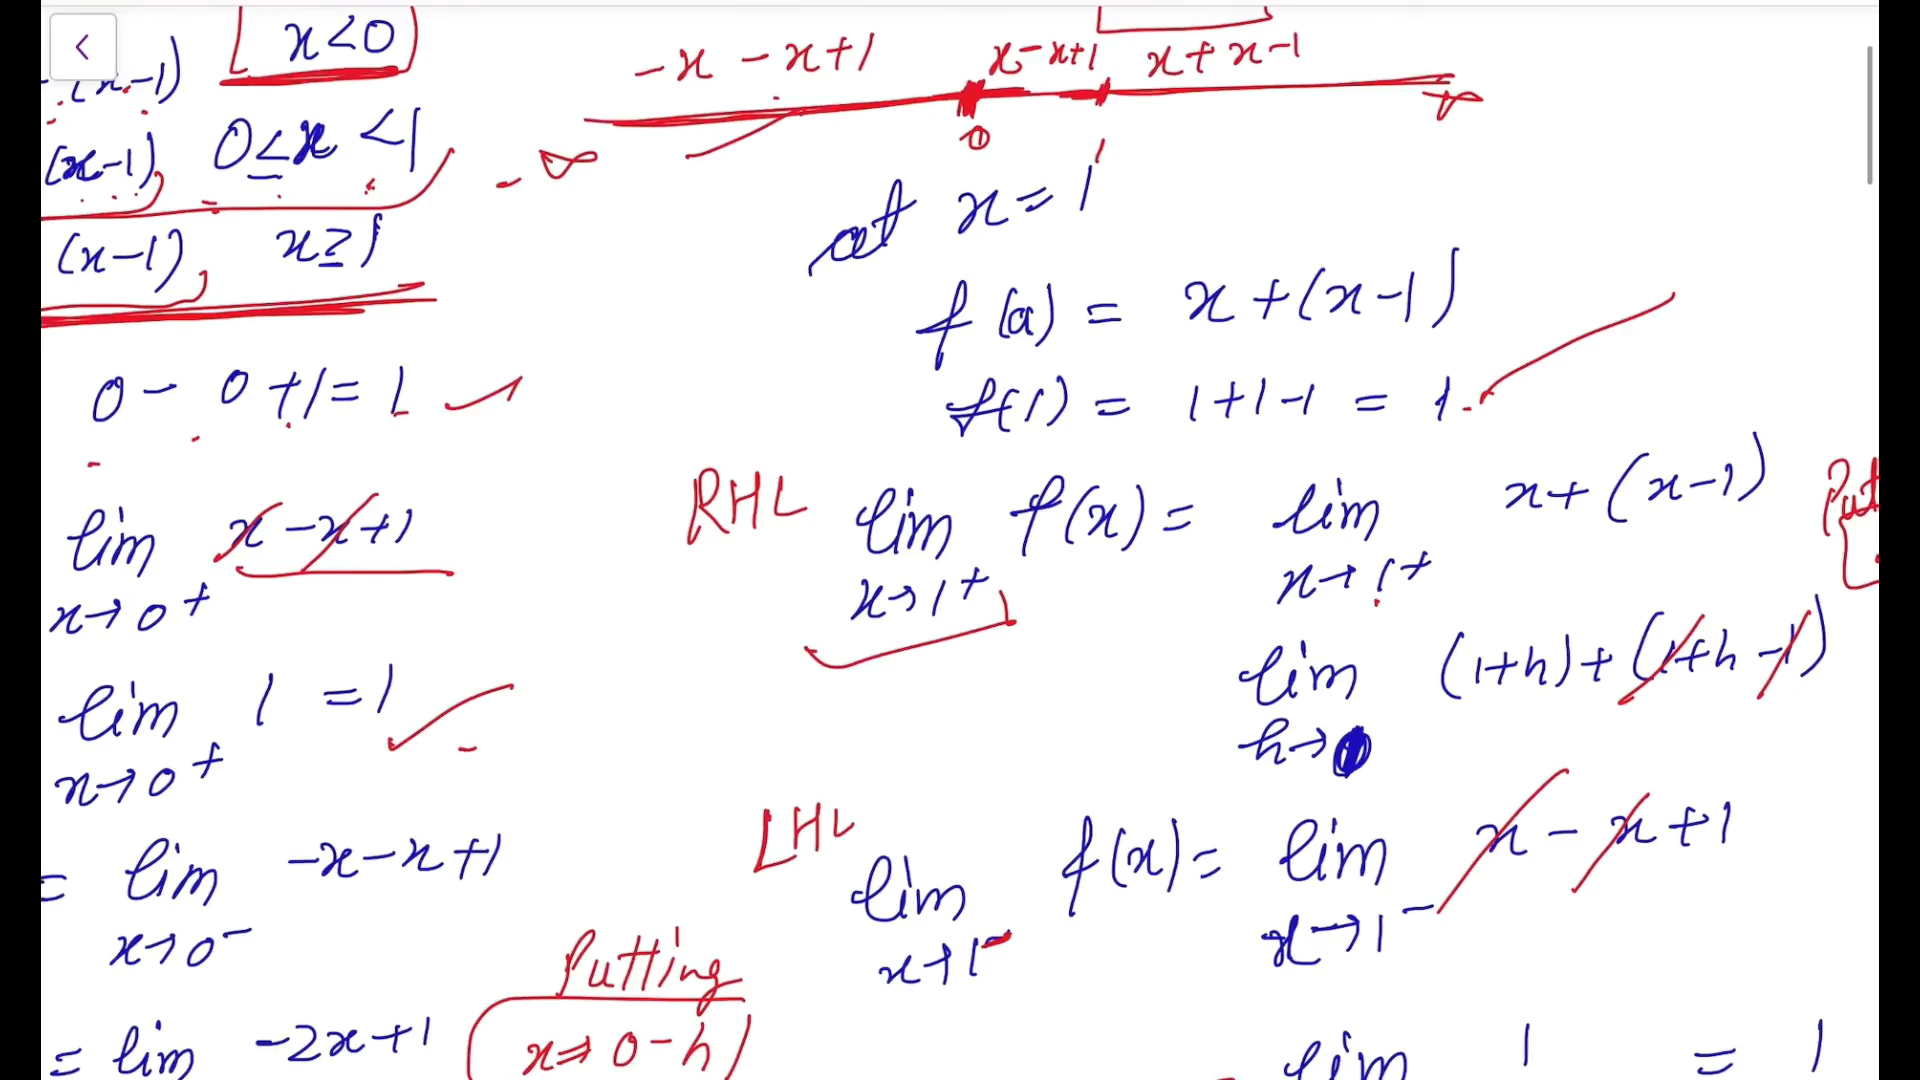 x<0
-(x-1)
(x-1), 0≤x<1
(x-1), x≥1
0- 0+1=1
lim x-x+1
x→0+
lim 1 =1
x→0+
= lim -x-x+1
x→0-
= lim -2x+1
Putting
x⇒ 0-h
-x-x+1 x-x+1 x+x-1
0 1
-∞
at x=1
f(a) = x+(x-1)
f(1) = 1+1-1 = 1
RHL lim f(x) = lim x+(x-1) Put
x→1+ x→1+
lim (1+h)+(1+h-1)
h→0
LHL lim f(x) = lim x-x+1
x→1- x→1-
lim 1 = 1